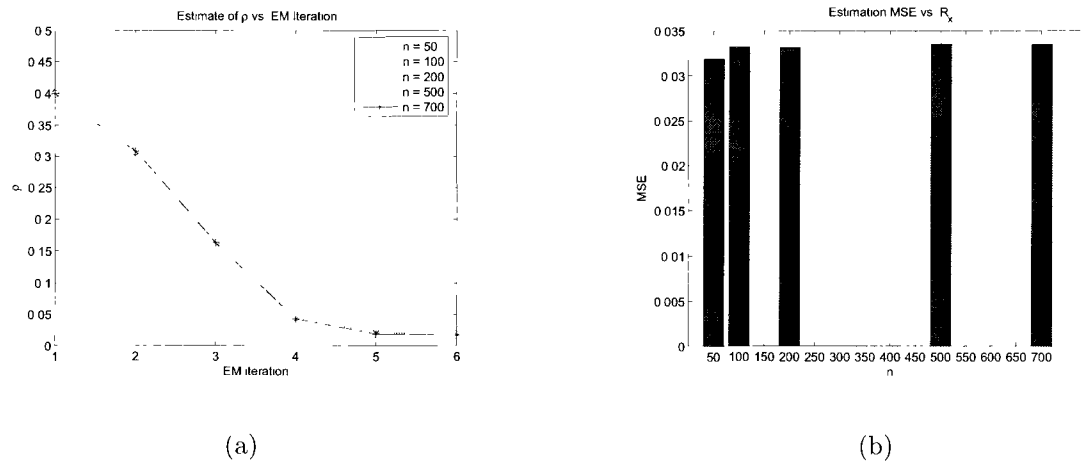 Estimate of ρ vs EM Iteration
0 5
0 45
0 4
0 35
0 3
0 25
0 2
0 15
0 1
0 05
0
ρ
n = 50
n = 100
n = 200
n = 500
n = 700
1 2 3 4 5 6
EM iteration
(a)
Estimation MSE vs R_x
0 035
0 03
0 025
0 02
0 015
0 01
0 005
0
MSE
50 100 150 200 250 300 350 400 450 500 550 600 650 700
n
(b)